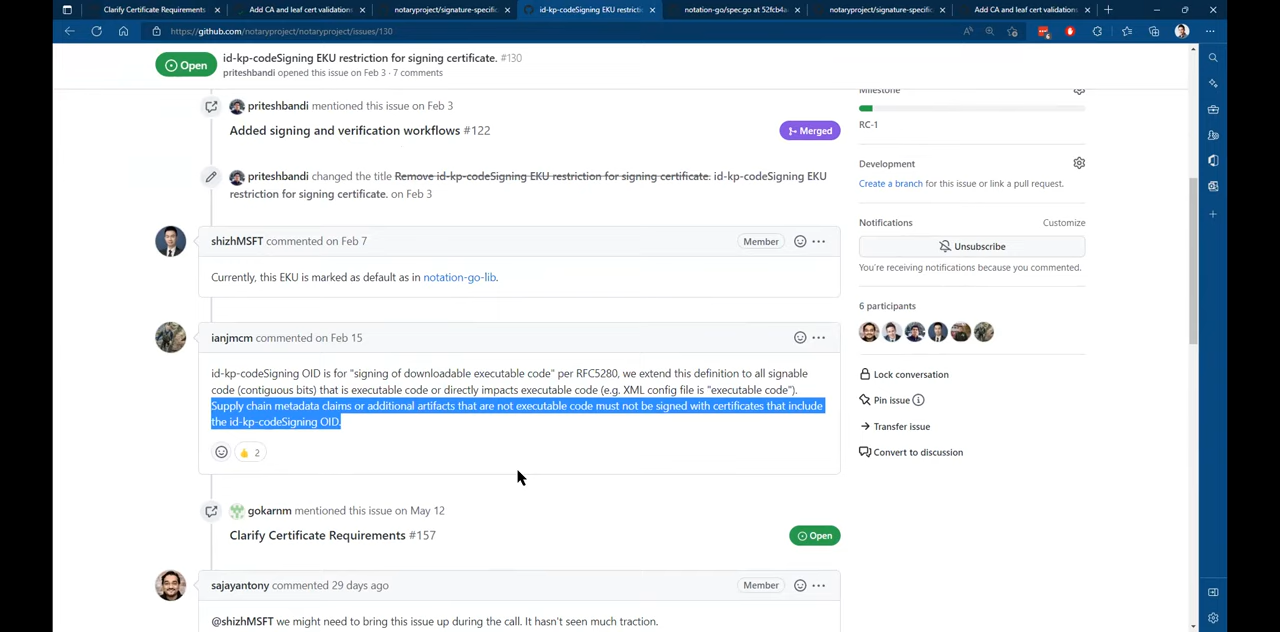 Clarify Certificate Requirements
Add CA and leaf cert validations
notaryproject/signature-specific
id-kp-codeSigning EKU restrictio
notation-go/spec.go at 52fcb4a
notaryproject/signature-specific
Add CA and leaf cert validations
https://github.com/notaryproject/notaryproject/issues/130
Open
id-kp-codeSigning EKU restriction for signing certificate. #130
priteshbandi opened this issue on Feb 3 · 7 comments
priteshbandi mentioned this issue on Feb 3
Added signing and verification workflows #122
Merged
priteshbandi changed the title Remove id-kp-codeSigning EKU restriction for signing certificate. id-kp-codeSigning EKU
restriction for signing certificate. on Feb 3
shizhMSFT commented on Feb 7
Member
Currently, this EKU is marked as default as in notation-go-lib.
ianjmcm commented on Feb 15
id-kp-codeSigning OID is for "signing of downloadable executable code" per RFC5280, we extend this definition to all signable
code (contiguous bits) that is executable code or directly impacts executable code (e.g. XML config file is "executable code").
Supply chain metadata claims or additional artifacts that are not executable code must not be signed with certificates that include
the id-kp-codeSigning OID.
👍 2
gokarnm mentioned this issue on May 12
Clarify Certificate Requirements #157
Open
sajayantony commented 29 days ago
Member
@shizhMSFT we might need to bring this issue up during the call. It hasn't seen much traction.
Milestone
RC-1
Development
Create a branch for this issue or link a pull request.
Notifications
Customize
Unsubscribe
You're receiving notifications because you commented.
6 participants
Lock conversation
Pin issue
Transfer issue
Convert to discussion